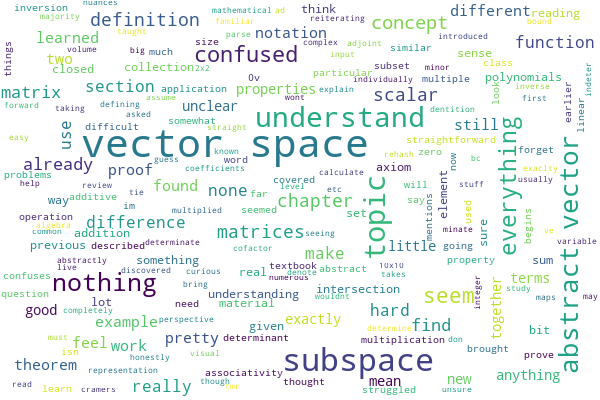 inversion nuances
majority mathematical ad
reiterating familiar
definition
notation think different reading
bound
things volume big much learned
confused concept
taught parse introduced
minor class
two size complex adjoint similar subset sense function
closed collection 2x2 input particular multiple
matrix section application 0v properties individually polynomials
forward taking defining unclear explain scalar look inverse first earlier
assume dentition indeter
easy use difficult asked straight somewhat wont understand still straightforward linear
problems known rehash zero bc forget
help review guess coefficients vector space axiom now exaclty
already proof tie word calculate
way additive found none far covered level etc chapter will element usually everything
algebra im live seemed set say mentions used stuff
operation multiplied difference matrices topic little sure begins ve
common addition seeing make going minate variable
previous described determinate cofactor textbook property sum
abstractly something real abstract takes
confuses discovered curious denote numerous 10x10 maps may
question completely bring wouldnt intersection terms study
nothing lot need understanding material hard find together bit abstract vector
perspective
good example given exactly seem integer prove
must visual determinant determine multiplication don brought
isn feel work pretty
theorem honestly associativity subspace anything
representation though thought tmr struggled mean new
read learn cramers really unsure